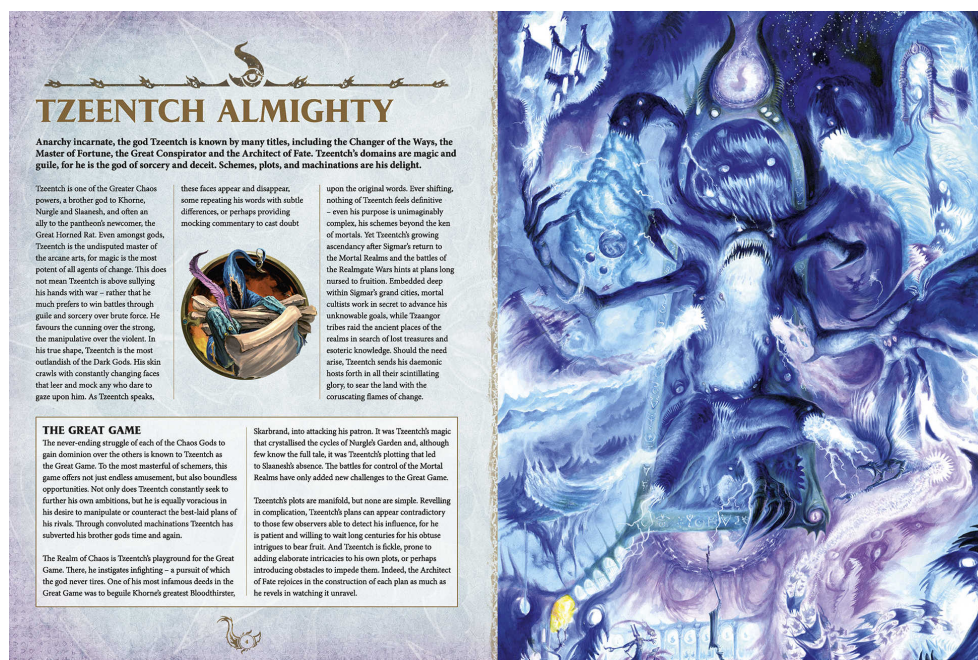 TZEENTCH ALMIGHTY
Anarchy incarnate, the god Tzeentch is known by many titles, including the Changer of the Ways, the
Master of Fortune, the Great Conspirator and the Architect of Fate. Tzeentch's domains are magic and
guile, for he is the god of sorcery and deceit. Schemes, plots, and machinations are his delight.
Tzeentch is one of the Greater Chaos
powers, a brother god to Khorne,
Nurgle and Slaanesh, and often an
ally to the pantheon's newcomer, the
Great Horned Rat. Even amongst gods,
Tzeentch is the undisputed master of
the arcane arts, for magic is the most
potent of all agents of change. This does
not mean Tzeentch is above sullying
his hands with war – rather that he
much prefers to win battles through
guile and sorcery over brute force. He
favours the cunning over the strong,
the manipulative over the violent. In
his true shape, Tzeentch is the most
outlandish of the Dark Gods. His skin
crawls with constantly changing faces
that leer and mock any who dare to
gaze upon him. As Tzeentch speaks,
these faces appear and disappear,
some repeating his words with subtle
differences, or perhaps providing
mocking commentary to cast doubt
upon the original words. Ever shifting,
nothing of Tzeentch feels definitive
– even his purpose is unimaginably
complex, his schemes beyond the ken
of mortals. Yet Tzeentch's growing
ascendancy after Sigmar's return to
the Mortal Realms and the battles of
the Realmgate Wars hints at plans long
nursed to fruition. Embedded deep
within Sigmar's grand cities, mortal
cultists work in secret to advance his
unknowable goals, while Tzaangor
tribes raid the ancient places of the
realms in search of lost treasures and
esoteric knowledge. Should the need
arise, Tzeentch sends his daemonic
hosts forth in all their scintillating
glory, to sear the land with the
coruscating flames of change.
THE GREAT GAME
The never-ending struggle of each of the Chaos Gods to
gain dominion over the others is known to Tzeentch as
the Great Game. To the most masterful of schemers, this
game offers not just endless amusement, but also boundless
opportunities. Not only does Tzeentch constantly seek to
further his own ambitions, but he is equally voracious in
his desire to manipulate or counteract the best-laid plans of
his rivals. Through convoluted machinations Tzeentch has
subverted his brother gods time and again.
The Realm of Chaos is Tzeentch's playground for the Great
Game. There, he instigates infighting – a pursuit of which
the god never tires. One of his most infamous deeds in the
Great Game was to beguile Khorne's greatest Bloodthirster,
Skarbrand, into attacking his patron. It was Tzeentch's magic
that crystallised the cycles of Nurgle's Garden and, although
few know the full tale, it was Tzeentch's plotting that led
to Slaanesh's absence. The battles for control of the Mortal
Realms have only added new challenges to the Great Game.
Tzeentch's plots are manifold, but none are simple. Revelling
in complication, Tzeentch's plans can appear contradictory
to those few observers able to detect his influence, for he
is patient and willing to wait long centuries for his obtuse
intrigues to bear fruit. And Tzeentch is fickle, prone to
adding elaborate intricacies to his own plots, or perhaps
introducing obstacles to impede them. Indeed, the Architect
of Fate rejoices in the construction of each plan as much as
he revels in watching it unravel.